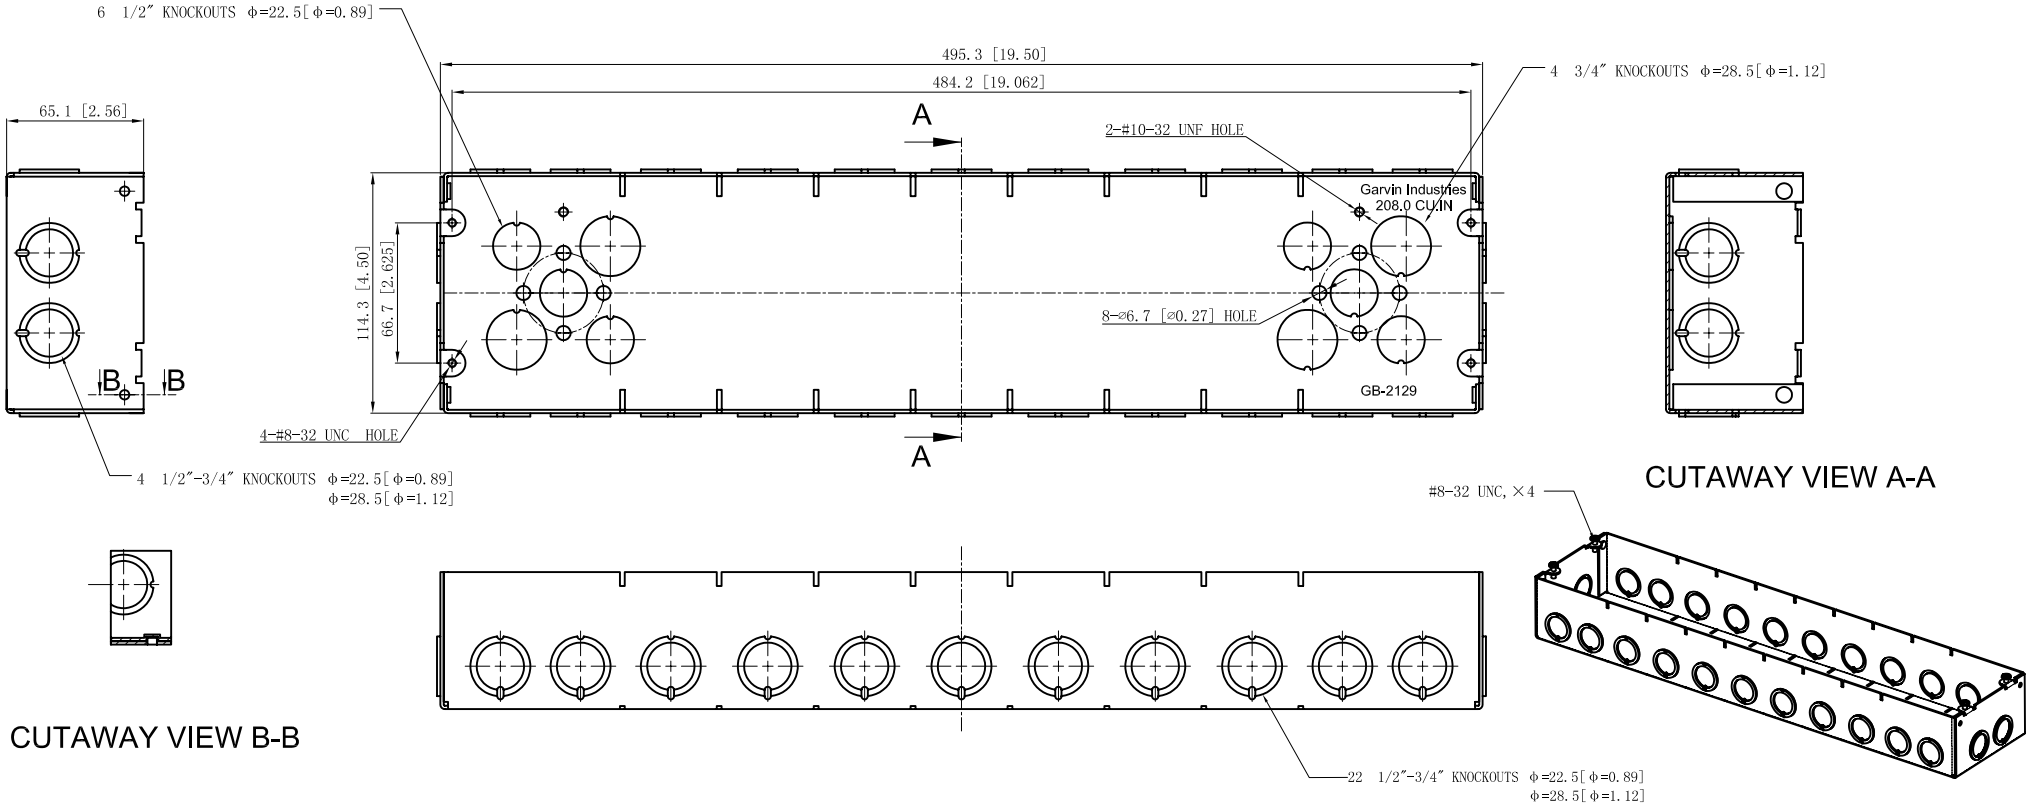 6 1/2" KNOCKOUTS ϕ=22.5[ϕ=0.89]
495.3 [19.50]
484.2 [19.062]
4 3/4" KNOCKOUTS ϕ=28.5[ϕ=1.12]
65.1 [2.56]
A
2-#10-32 UNF HOLE
Garvin Industries
208.0 CU.IN
114.3 [4.50]
66.7 [2.625]
8-⌀6.7 [⌀0.27] HOLE
B B
GB-2129
4-#8-32 UNC HOLE
A
4 1/2"-3/4" KNOCKOUTS ϕ=22.5[ϕ=0.89]
ϕ=28.5[ϕ=1.12]
CUTAWAY VIEW A-A
#8-32 UNC,×4
CUTAWAY VIEW B-B
22 1/2"-3/4" KNOCKOUTS ϕ=22.5[ϕ=0.89]
ϕ=28.5[ϕ=1.12]